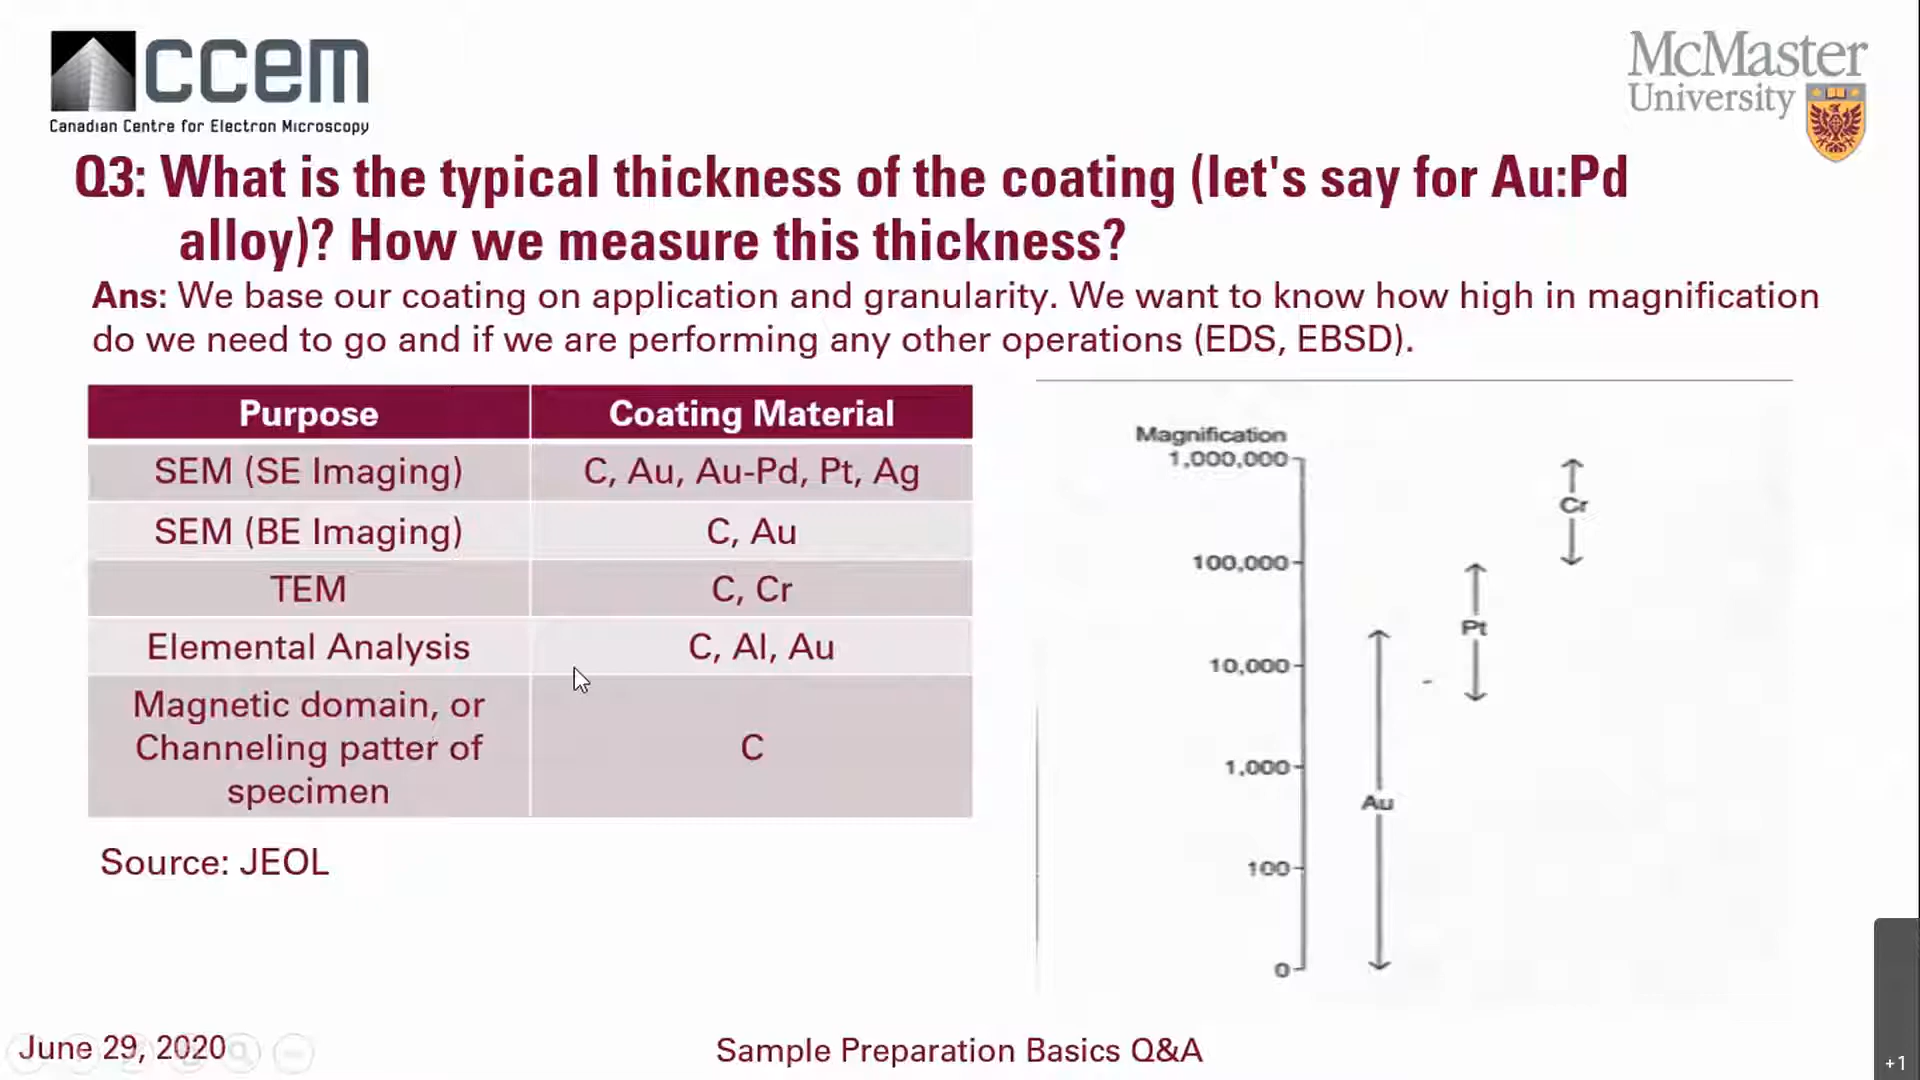 ccem
Canadian Centre for Electron Microscopy
McMaster
University
Q3: What is the typical thickness of the coating (let's say for Au:Pd
alloy)? How we measure this thickness?
Ans: We base our coating on application and granularity. We want to know how high in magnification
do we need to go and if we are performing any other operations (EDS, EBSD).
Purpose
Coating Material
SEM (SE Imaging)
C, Au, Au-Pd, Pt, Ag
SEM (BE Imaging)
C, Au
TEM
C, Cr
Elemental Analysis
C, Al, Au
Magnetic domain, or
Channeling patter of
specimen
C
Source: JEOL
Magnification
1,000,000
100,000
10,000
1,000
100
0
Au
Pt
Cr
June 29, 2020
Sample Preparation Basics Q&A
+1